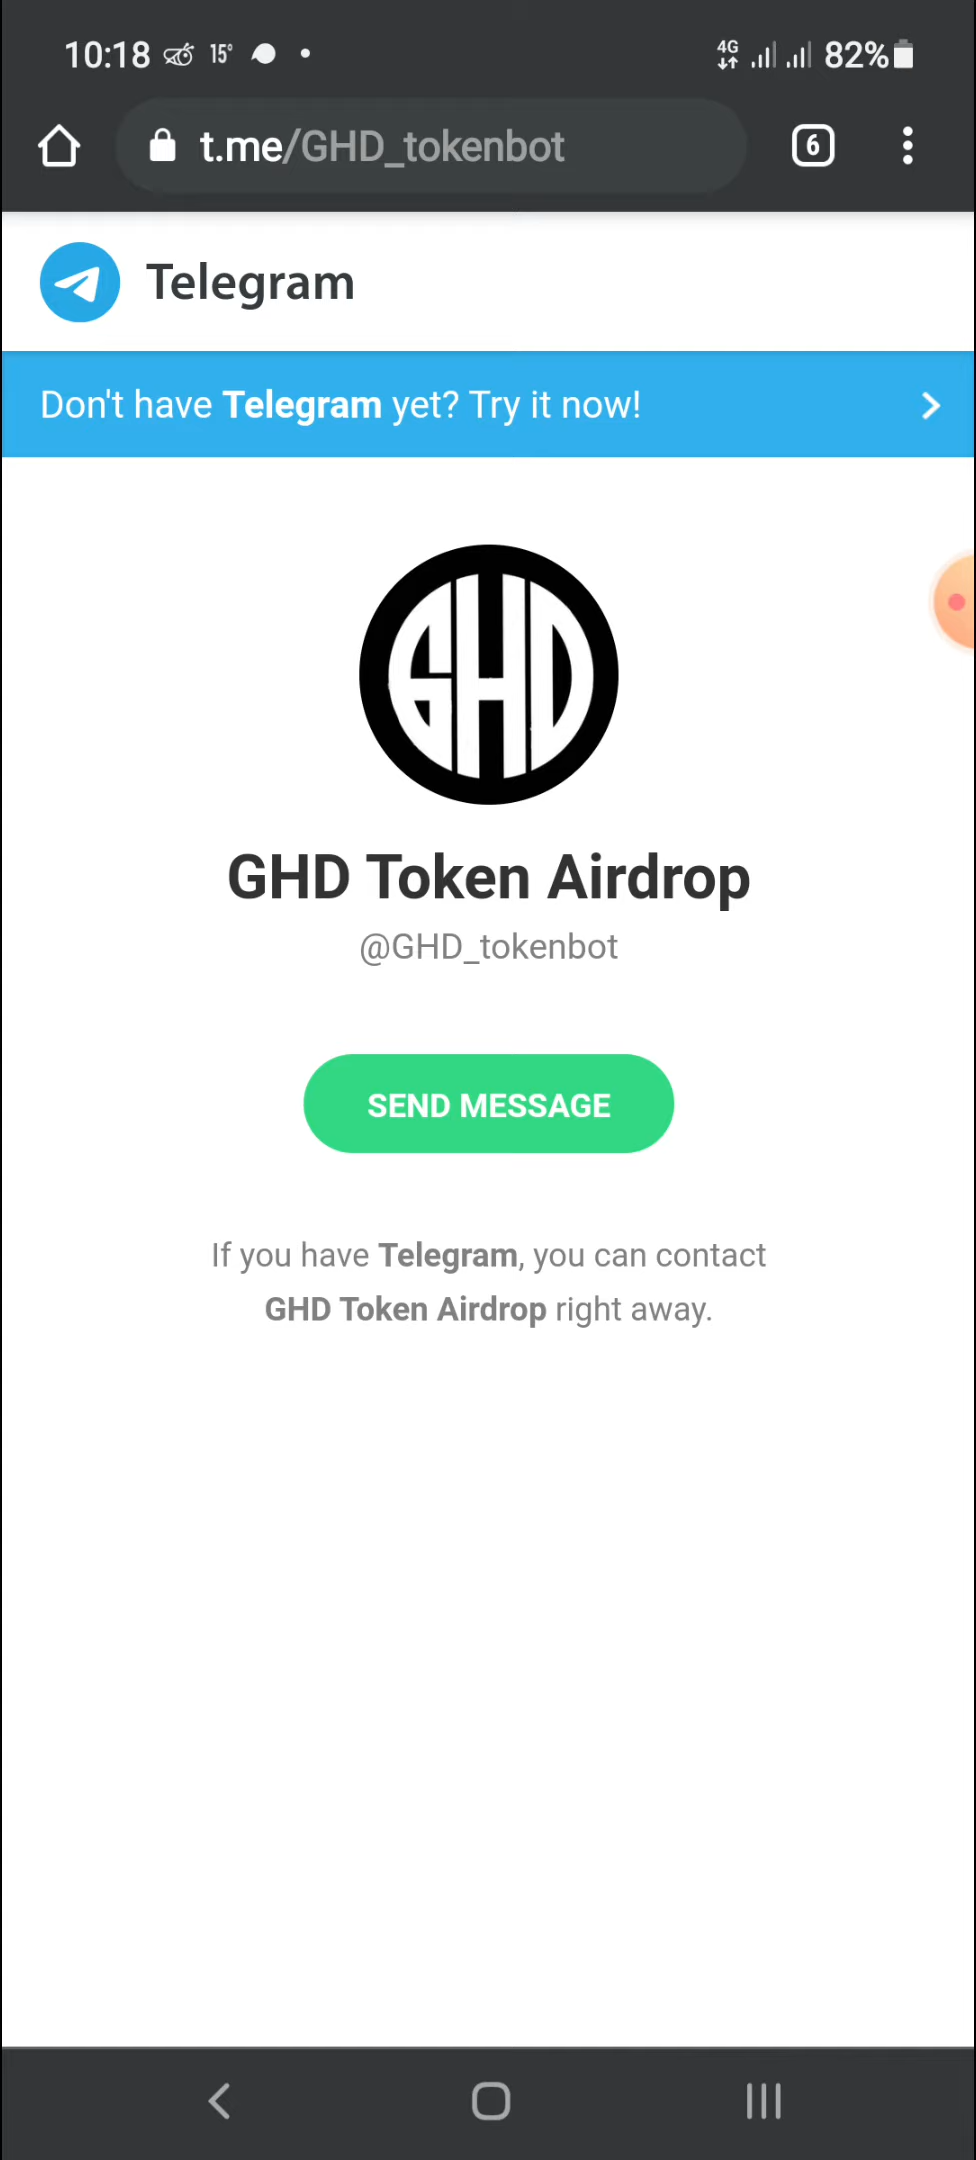 10:18 15° 4G 82%
t.me/GHD_tokenbot 6
Telegram
Don't have Telegram yet? Try it now!
GHD
GHD Token Airdrop
@GHD_tokenbot
SEND MESSAGE
If you have Telegram, you can contact
GHD Token Airdrop right away.